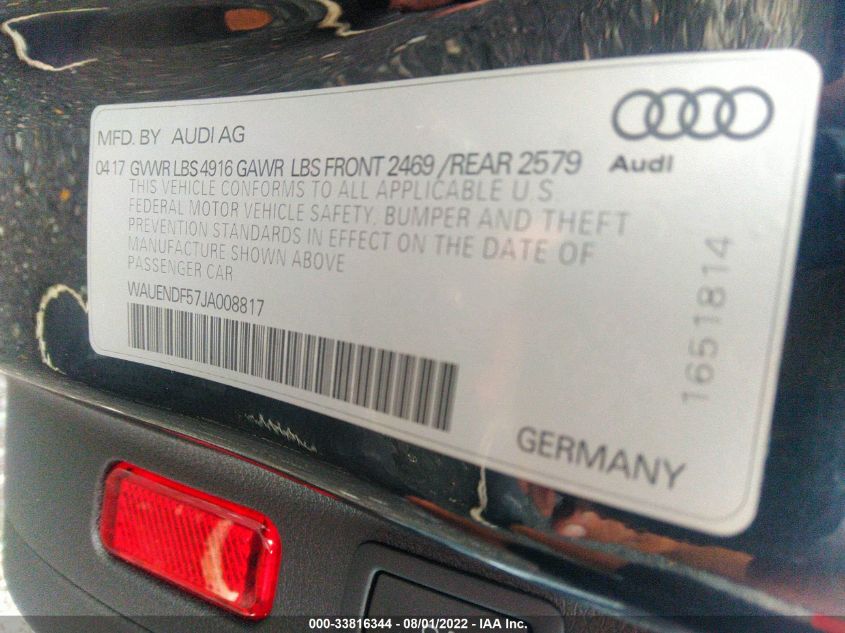 MFD. BY AUDI AG
04 17 GVWR LBS 4916 GAWR LBS FRONT 2469 /REAR 2579
THIS VEHICLE CONFORMS TO ALL APPLICABLE U.S
FEDERAL MOTOR VEHICLE SAFETY, BUMPER AND THEFT
PREVENTION STANDARDS IN EFFECT ON THE DATE OF
MANUFACTURE SHOWN ABOVE
PASSENGER CAR
WAUENDF57JA008817
Audi
1651814
GERMANY
000-33816344 - 08/01/2022 - IAA Inc.